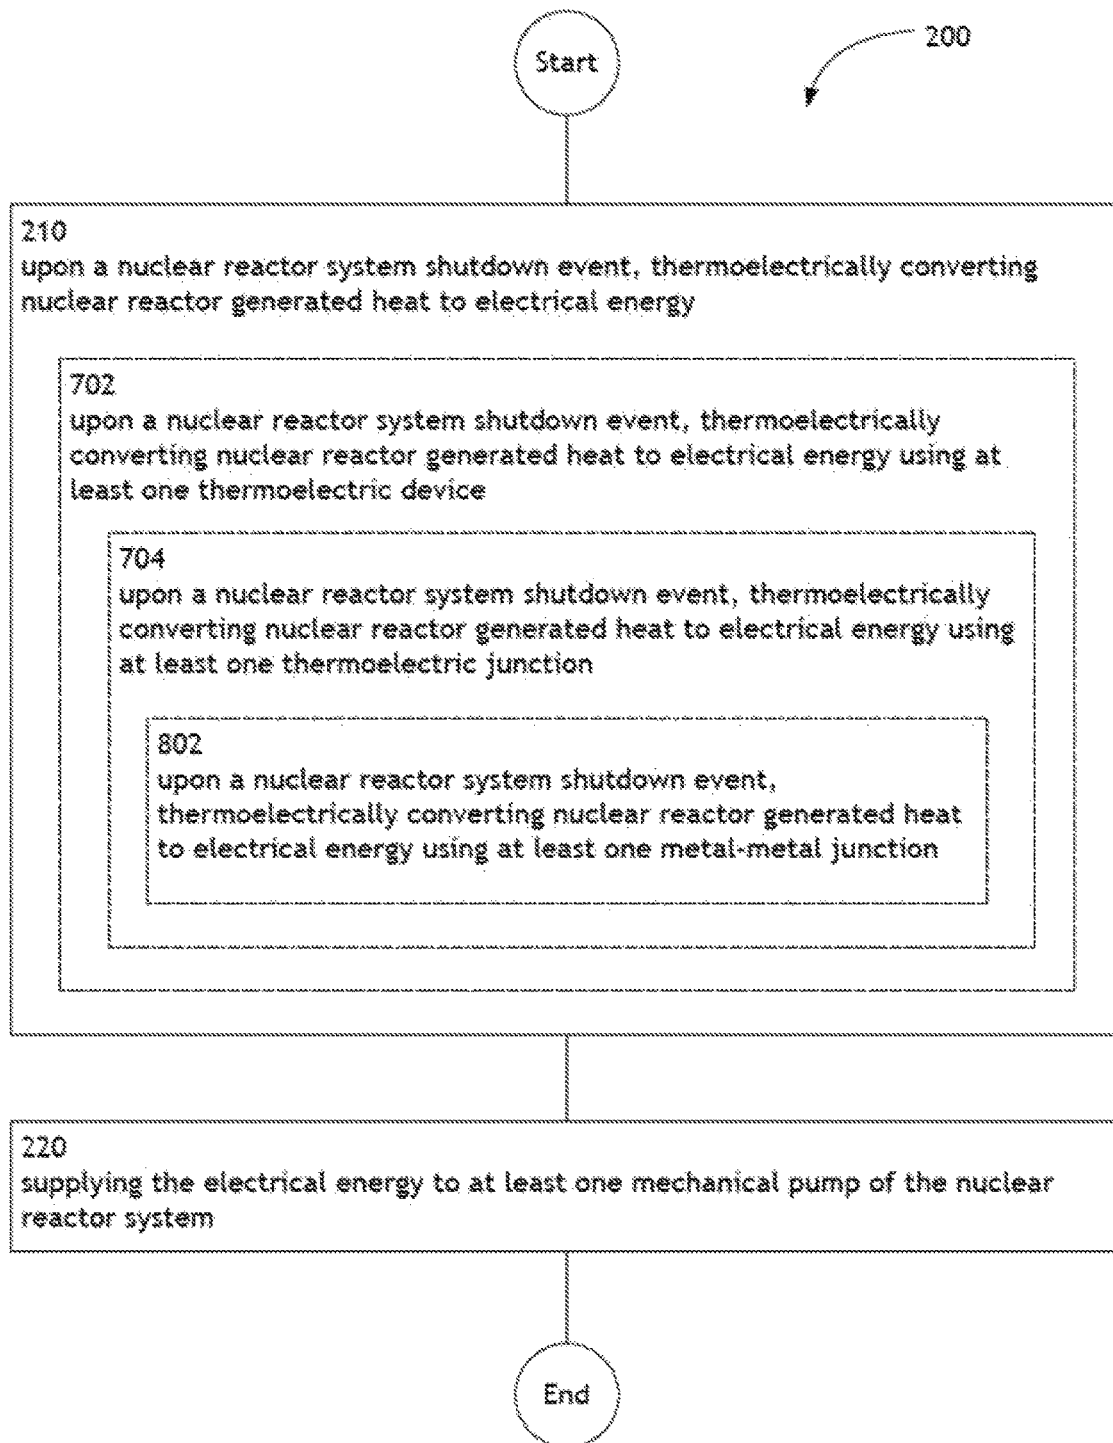 Start
200
210
upon a nuclear reactor system shutdown event, thermoelectrically converting
nuclear reactor generated heat to electrical energy
702
upon a nuclear reactor system shutdown event, thermoelectrically
converting nuclear reactor generated heat to electrical energy using at
least one thermoelectric device
704
upon a nuclear reactor system shutdown event, thermoelectrically
converting nuclear reactor generated heat to electrical energy using
at least one thermoelectric junction
802
upon a nuclear reactor system shutdown event,
thermoelectrically converting nuclear reactor generated heat
to electrical energy using at least one metal-metal junction
220
supplying the electrical energy to at least one mechanical pump of the nuclear
reactor system
End